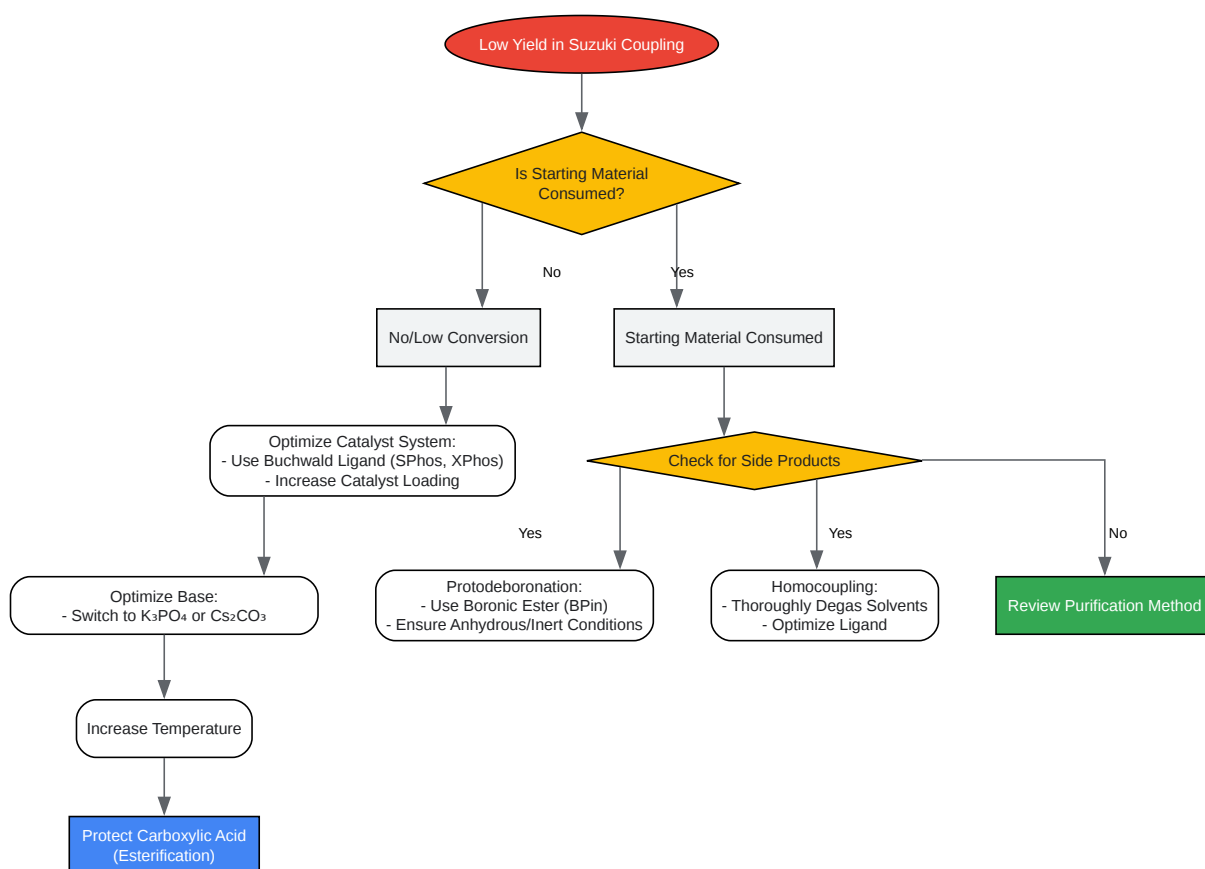 Low Yield in Suzuki Coupling
Is Starting Material
Consumed?
No
Yes
No/Low Conversion
Starting Material Consumed
Optimize Catalyst System:
- Use Buchwald Ligand (SPhos, XPhos)
- Increase Catalyst Loading
Check for Side Products
Yes
Yes
No
Optimize Base:
- Switch to K₃PO₄ or Cs₂CO₃
Protodeboronation:
- Use Boronic Ester (BPin)
- Ensure Anhydrous/Inert Conditions
Homocoupling:
- Thoroughly Degas Solvents
- Optimize Ligand
Review Purification Method
Increase Temperature
Protect Carboxylic Acid
(Esterification)